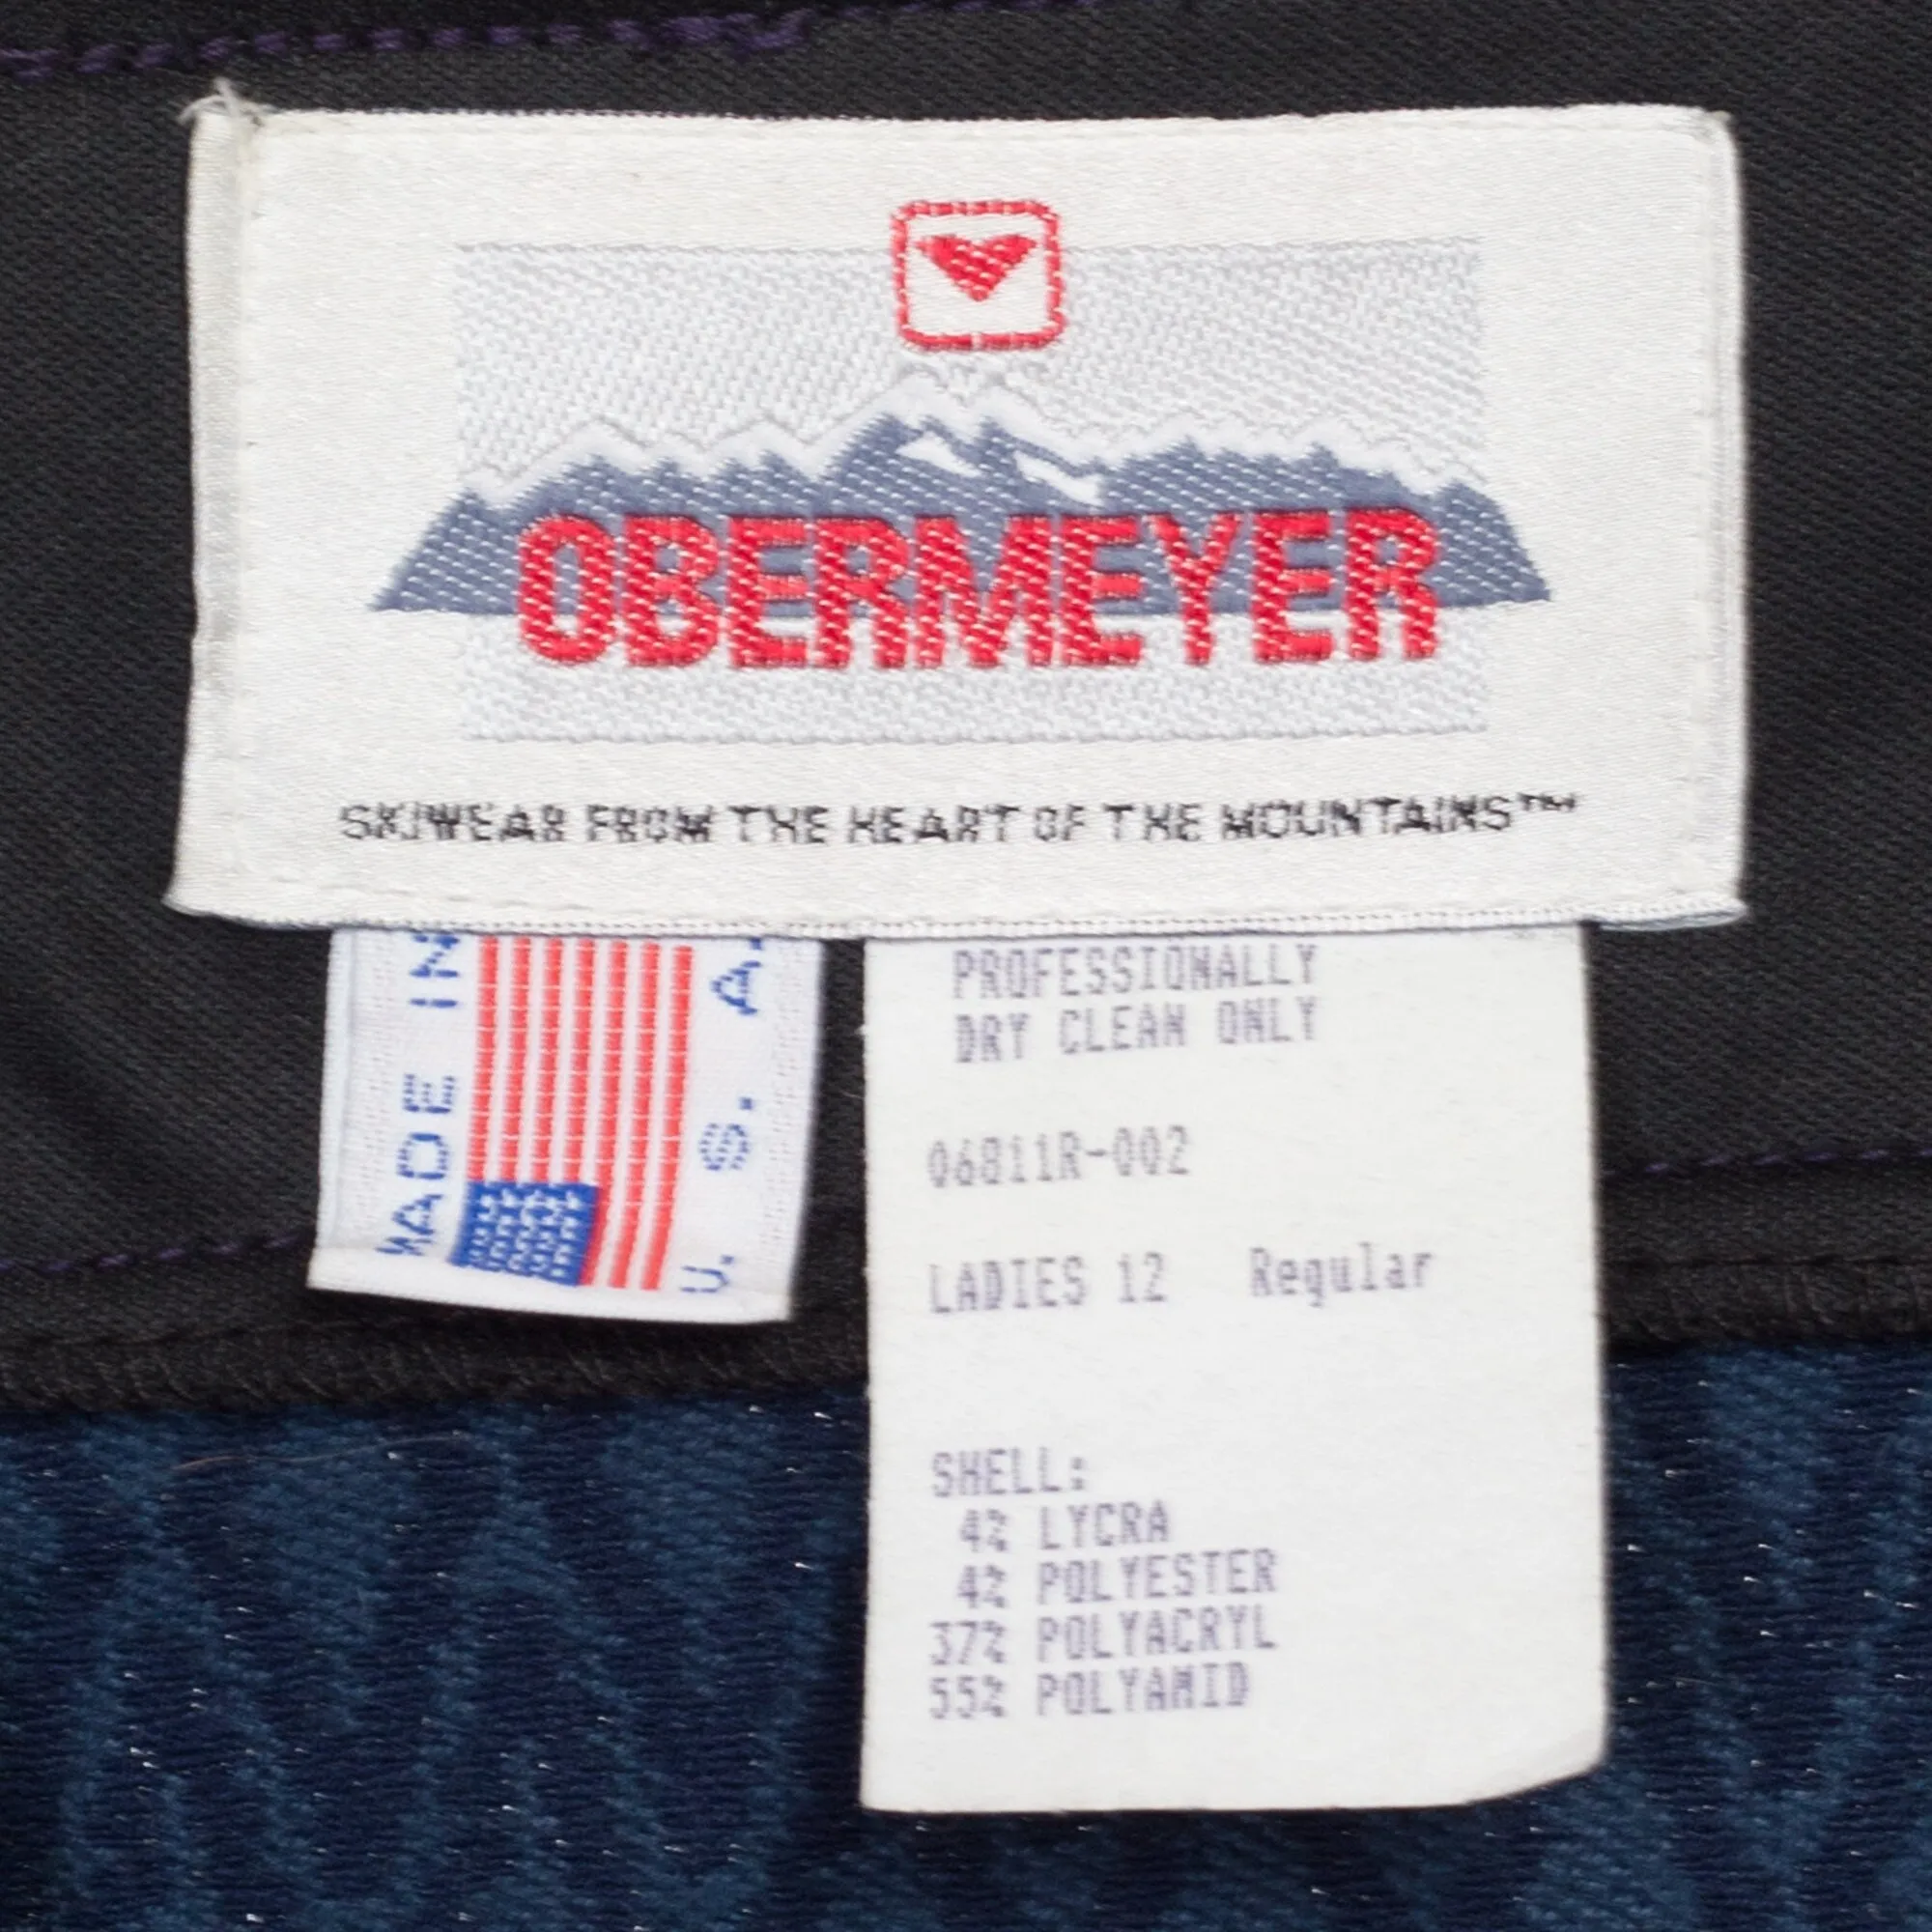 OBERMEYER
SKIWEAR FROM THE HEART OF THE MOUNTAINS™
MADE IN
U. S. A.
PROFESSIONALLY
DRY CLEAN ONLY
06811R-002
LADIES 12 Regular
SHELL:
4% LYCRA
4% POLYESTER
37% POLYACRYL
55% POLYAMID